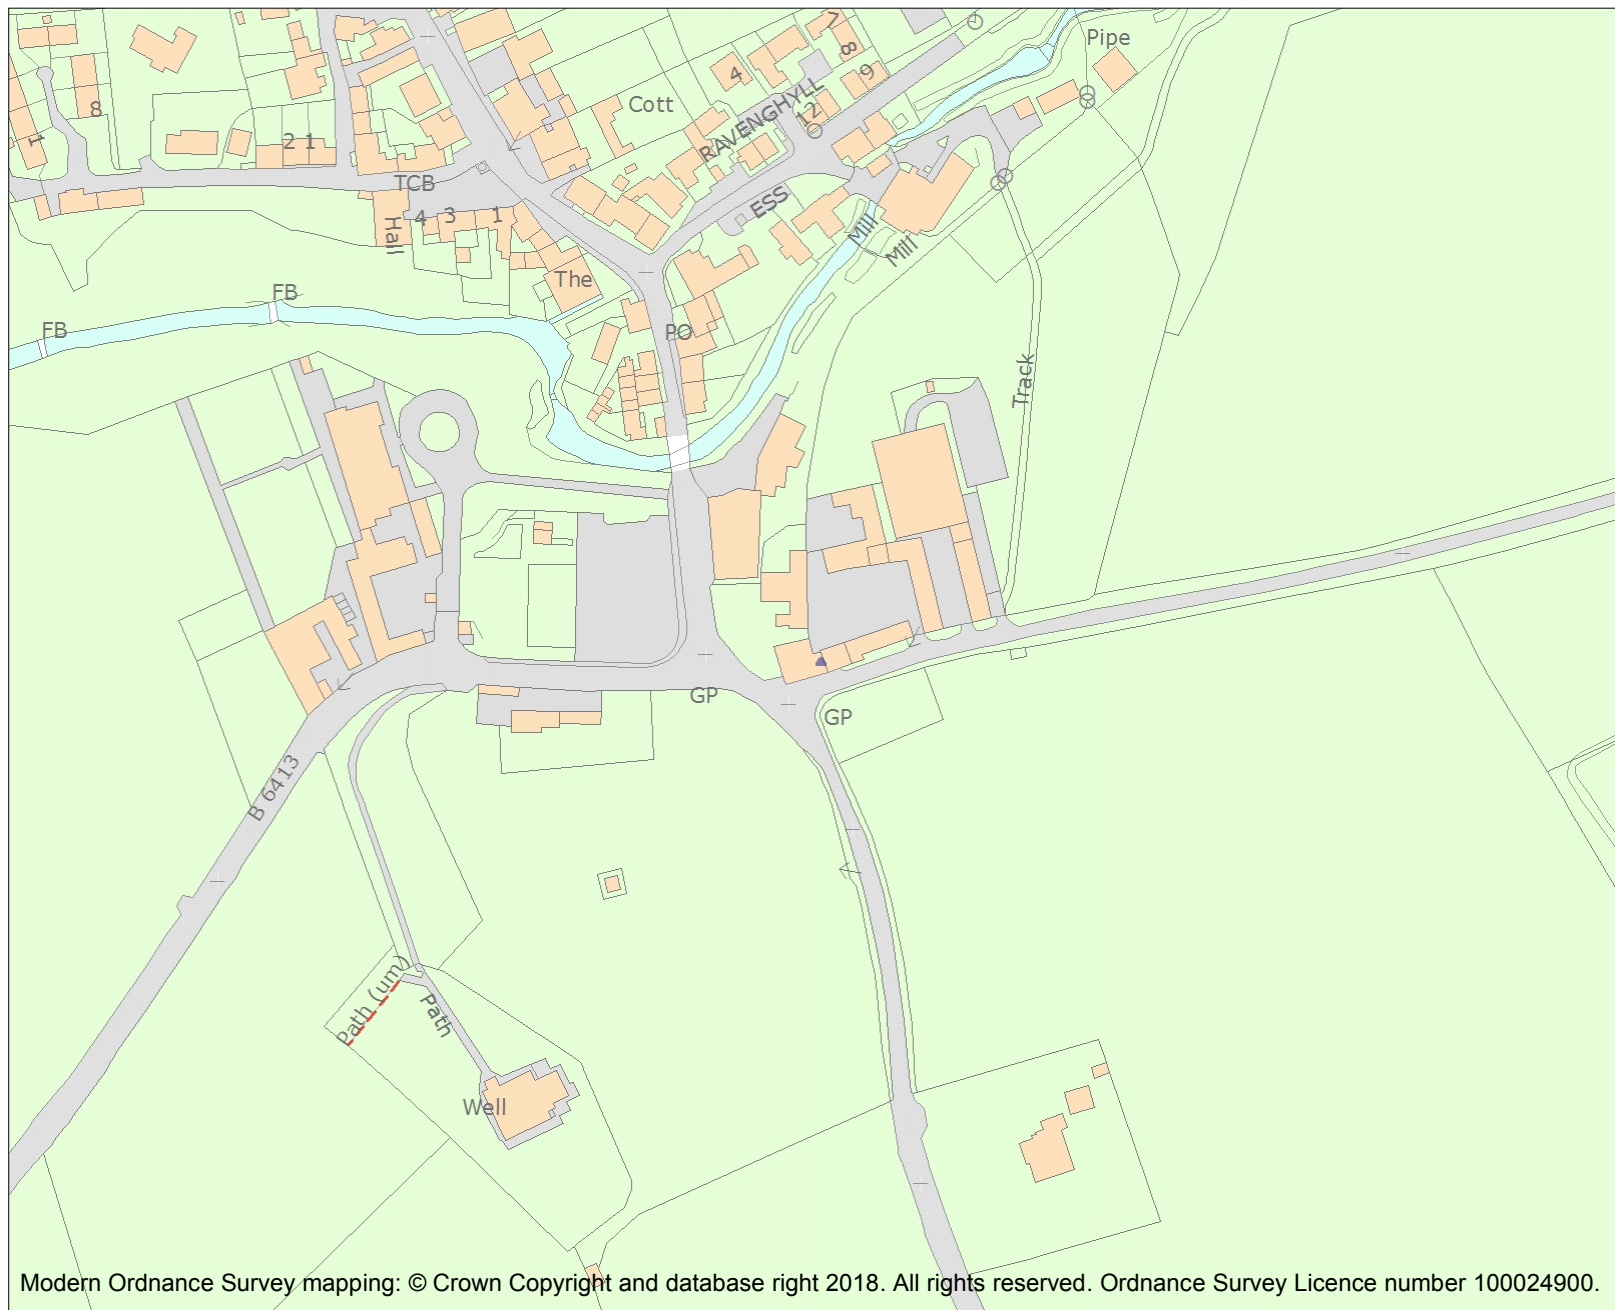 Pipe
7
8
4
9
Cott
8
12
RAVENGHYLL
1
2 1
TCB
ESS
4 3 1
Hall
Mill
Mill
The
FB
FB
PO
Track
GP
GP
B 6413
Path (um)
Path
Well
Modern Ordnance Survey mapping: © Crown Copyright and database right 2018. All rights reserved. Ordnance Survey Licence number 100024900.